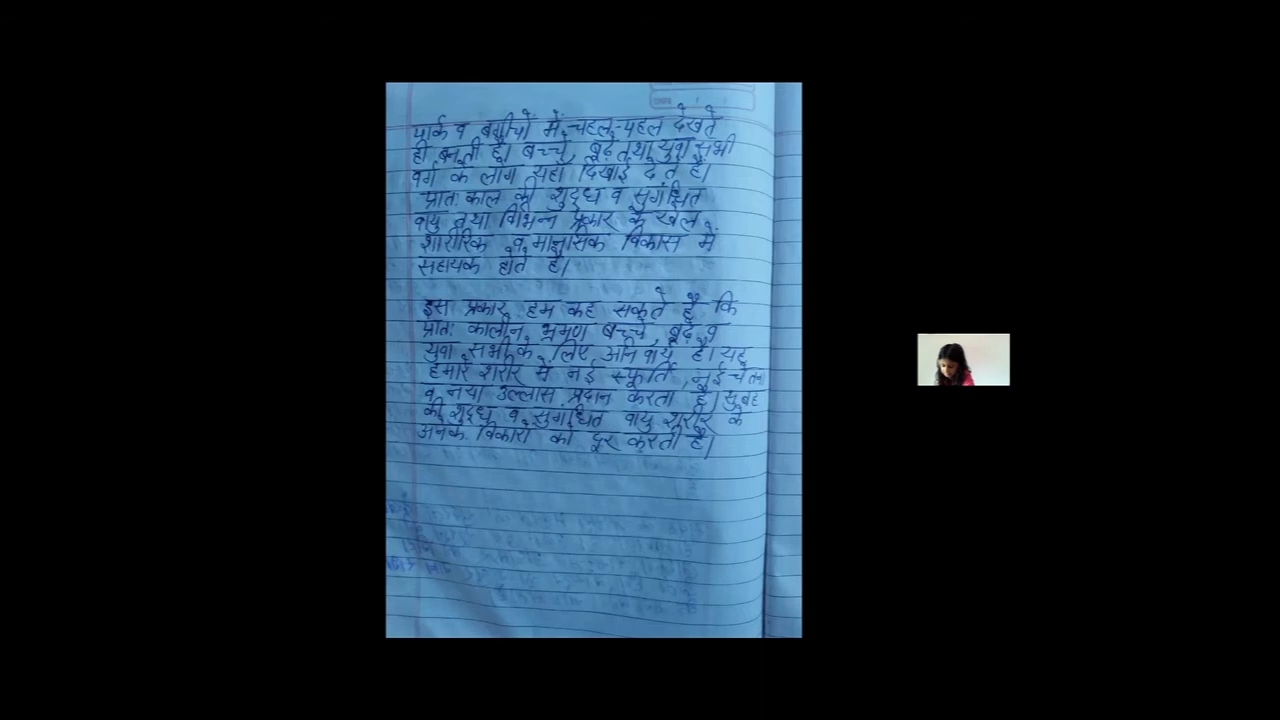 पार्क व बगीचों में चहल-पहल देखते
ही बनती है। बच्चे, बूढ़े तथा युवा सभी
वर्ग के लोग यहाँ दिखाई देते हैं।
प्रातः काल की शुद्ध व सुगंधित
वायु तथा विभिन्न प्रकार के खेल
शारीरिक व मानसिक विकास में
सहायक होते है।
इस प्रकार हम कह सकते है कि
प्रातः कालीन भ्रमण बच्चे, बूढ़े व
युवा सभी के लिए अनिवार्य है। यह
हमारे शरीर में नई स्फूर्ति, नई चेतना
व नया उल्लास प्रदान करता है। सुबह
की शुद्ध व सुगंधित वायु शरीर के
अनेक विकारों को दूर करती है।